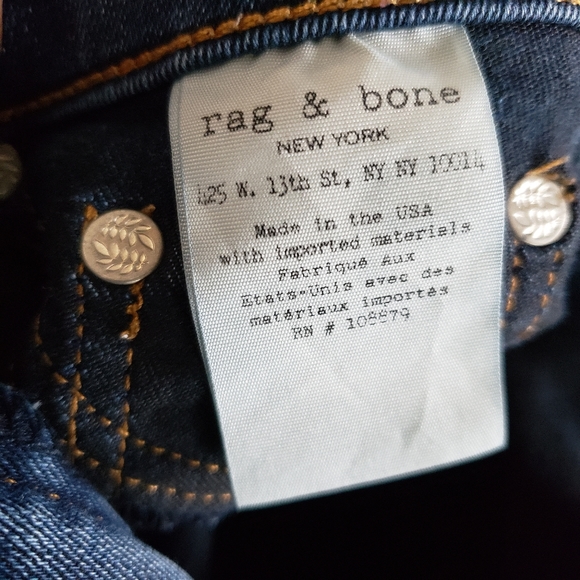 rag & bone
NEW YORK
425 W. 13th St, NY NY 10014
Made in the USA
with imported materials
Fabriqué Aux
Etats-Unis avec des
matériaux importés
RN # 108879